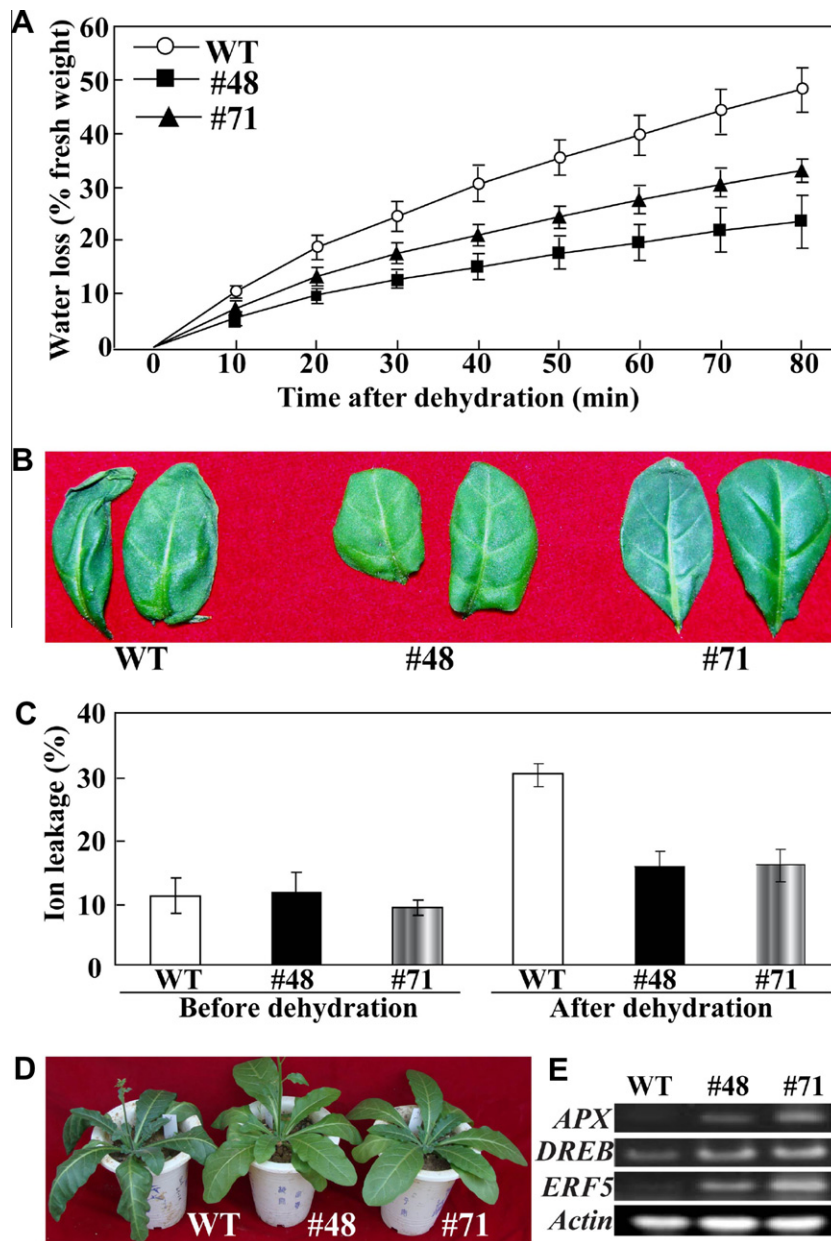 A
Water loss (% fresh weight)
60
50
40
30
20
10
0
WT
#48
#71
0 10 20 30 40 50 60 70 80
Time after dehydration (min)
B
WT #48 #71
C
Ion leakage (%)
40
30
20
10
0
WT #48 #71 WT #48 #71
Before dehydration After dehydration
D
WT #48 #71
E
WT #48 #71
APX
DREB
ERF5
Actin